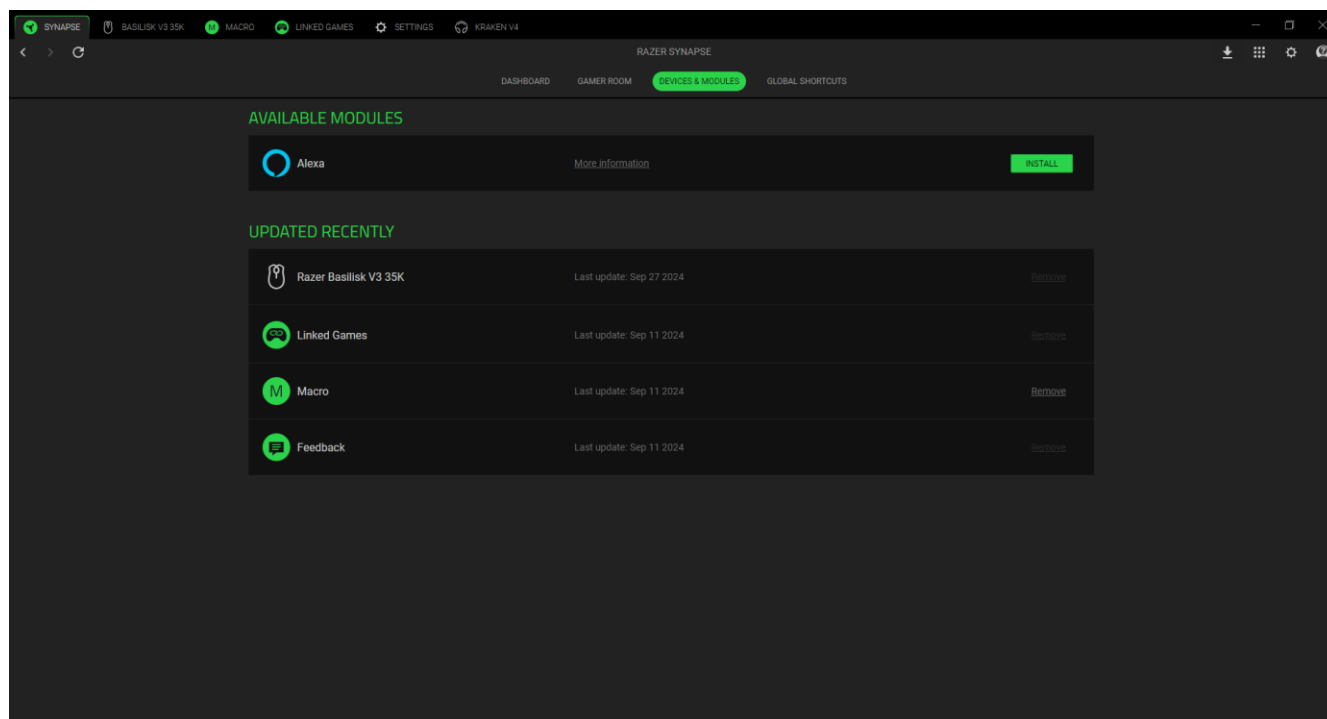 SYNAPSE BASILISK V3 35K M MACRO LINKED GAMES SETTINGS KRAKEN V4
RAZER SYNAPSE
DASHBOARD GAMER ROOM DEVICES & MODULES GLOBAL SHORTCUTS
AVAILABLE MODULES
Alexa More information INSTALL
UPDATED RECENTLY
Razer Basilisk V3 35K Last update: Sep 27 2024 Remove
Linked Games Last update: Sep 11 2024 Remove
M Macro Last update: Sep 11 2024 Remove
Feedback Last update: Sep 11 2024 Remove